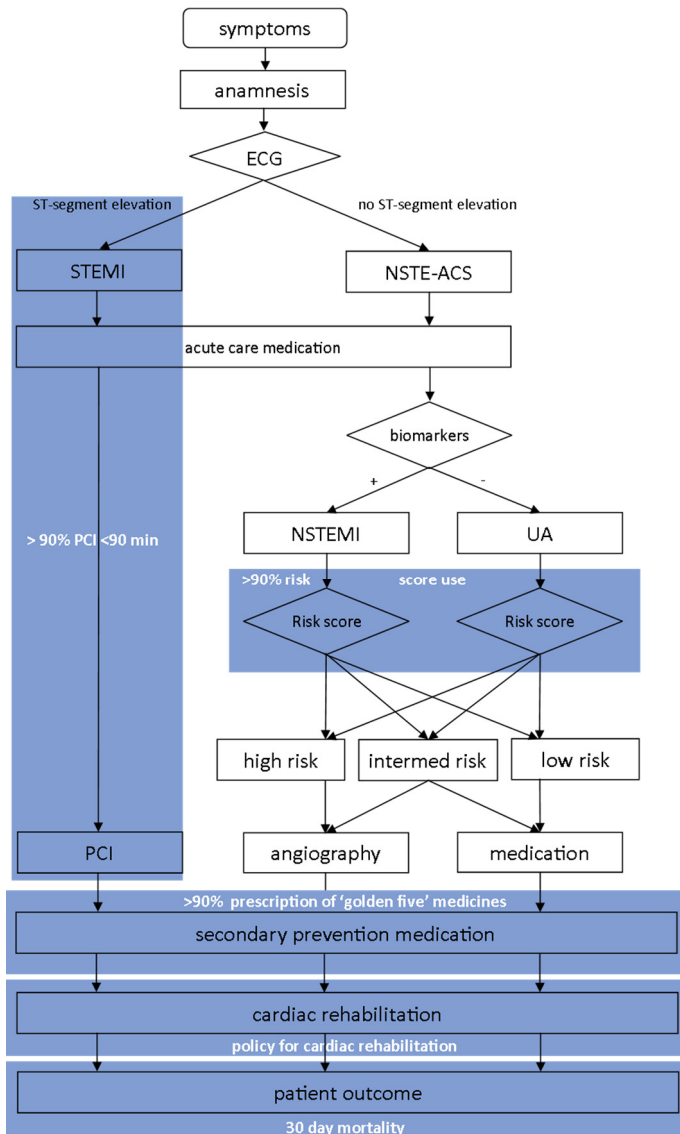 symptoms
anamnesis
ECG
ST-segment elevation
no ST-segment elevation
STEMI
NSTE-ACS
acute care medication
biomarkers
+
-
> 90% PCI <90 min
NSTEMI
UA
>90% risk score use
Risk score
Risk score
high risk
intermed risk
low risk
PCI
angiography
medication
>90% prescription of ‘golden five’ medicines
secondary prevention medication
cardiac rehabilitation
policy for cardiac rehabilitation
patient outcome
30 day mortality